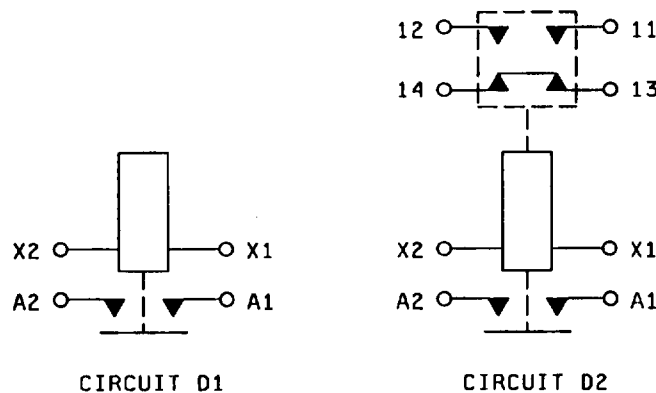 12 11
14 13
X2 X1 X2 X1
A2 A1 A2 A1
CIRCUIT D1 CIRCUIT D2